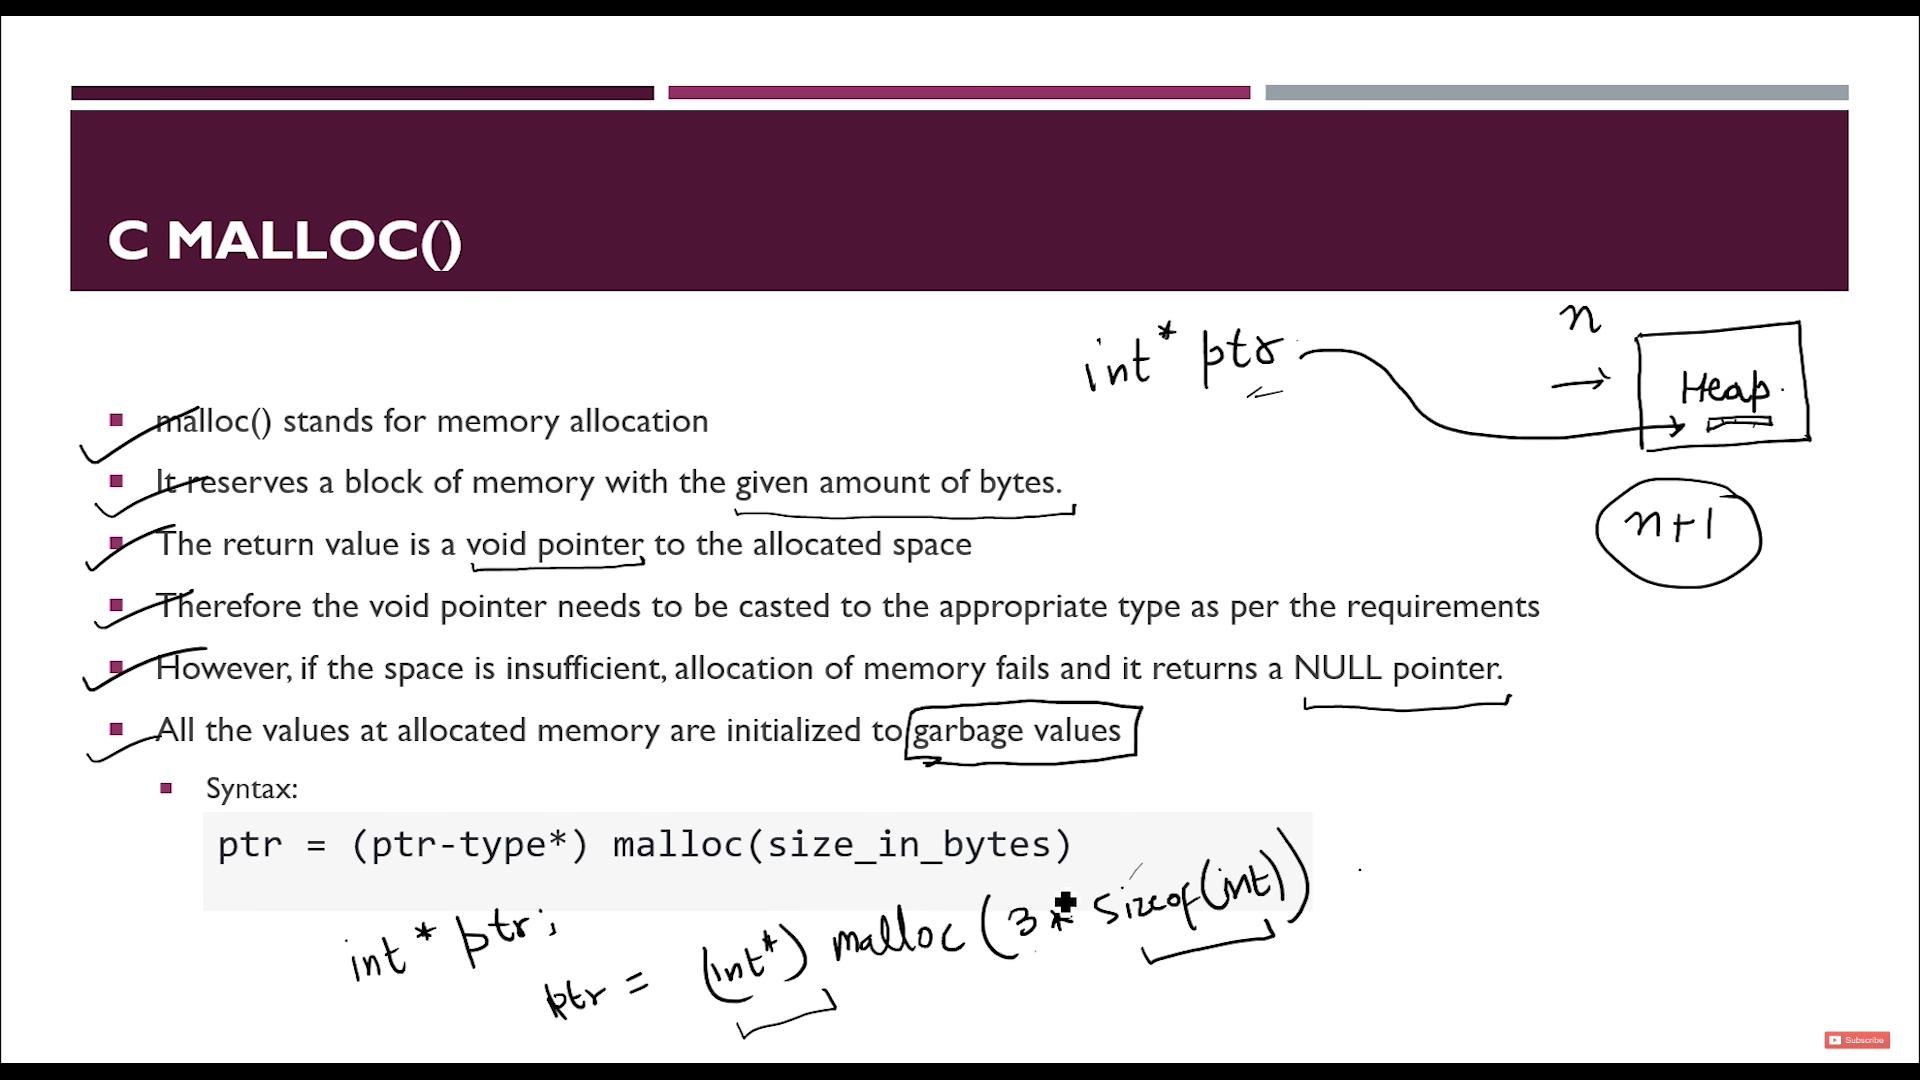 C MALLOC()
int* ptr
n
→
Heap
malloc() stands for memory allocation
It reserves a block of memory with the given amount of bytes.
n+1
The return value is a void pointer to the allocated space
Therefore the void pointer needs to be casted to the appropriate type as per the requirements
However, if the space is insufficient, allocation of memory fails and it returns a NULL pointer.
All the values at allocated memory are initialized to garbage values
Syntax:
ptr = (ptr-type*) malloc(size_in_bytes)
int* ptr;
ptr = (int*) malloc (3 * sizeof(int))
Subscribe